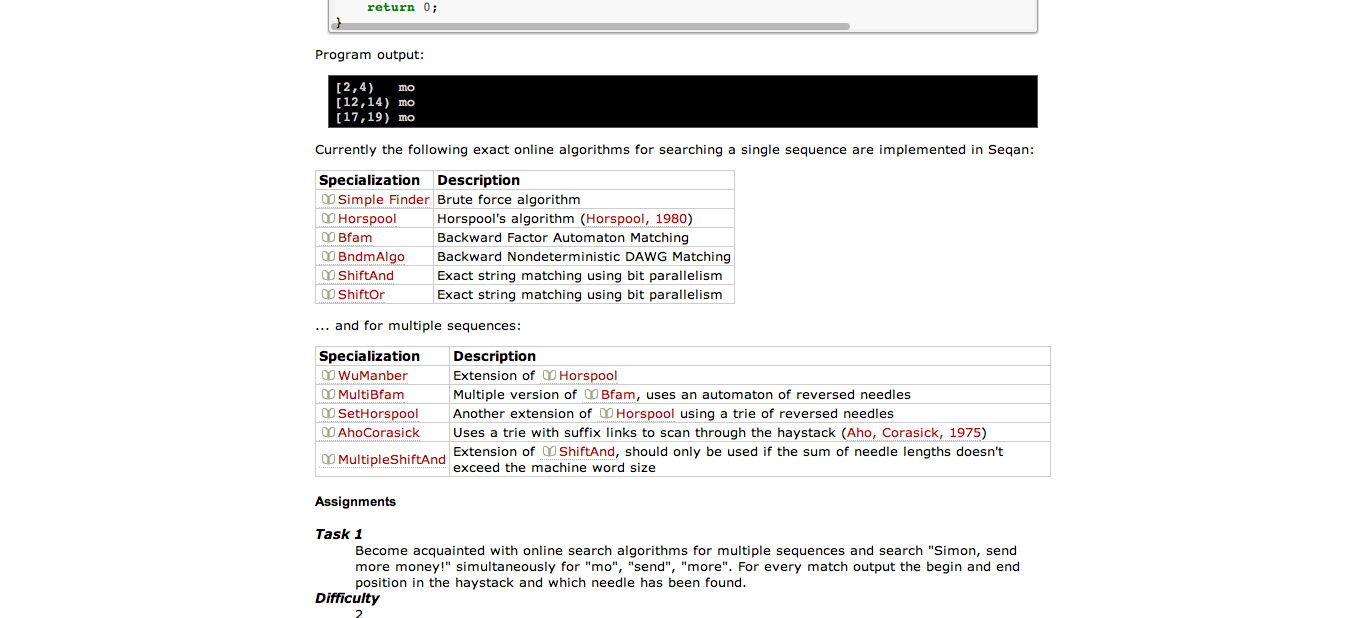 return 0;
}
Program output:
[2,4)   mo
[12,14) mo
[17,19) mo
Currently the following exact online algorithms for searching a single sequence are implemented in Seqan:
Specialization Description
Simple Finder Brute force algorithm
Horspool Horspool's algorithm (Horspool, 1980)
Bfam Backward Factor Automaton Matching
BndmAlgo Backward Nondeterministic DAWG Matching
ShiftAnd Exact string matching using bit parallelism
ShiftOr Exact string matching using bit parallelism
... and for multiple sequences:
Specialization Description
WuManber Extension of Horspool
MultiBfam Multiple version of Bfam, uses an automaton of reversed needles
SetHorspool Another extension of Horspool using a trie of reversed needles
AhoCorasick Uses a trie with suffix links to scan through the haystack (Aho, Corasick, 1975)
MultipleShiftAnd Extension of ShiftAnd, should only be used if the sum of needle lengths doesn't
exceed the machine word size
Assignments
Task 1
Become acquainted with online search algorithms for multiple sequences and search "Simon, send
more money!" simultaneously for "mo", "send", "more". For every match output the begin and end
position in the haystack and which needle has been found.
Difficulty
2